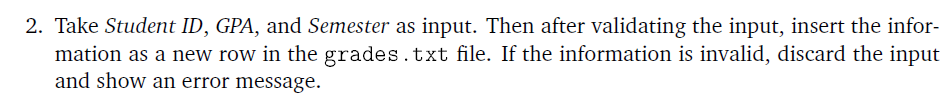 2. Take Student ID, GPA, and Semester as input. Then after validating the input, insert the infor-
mation as a new row in the grades.txt file. If the information is invalid, discard the input
and show an error message.